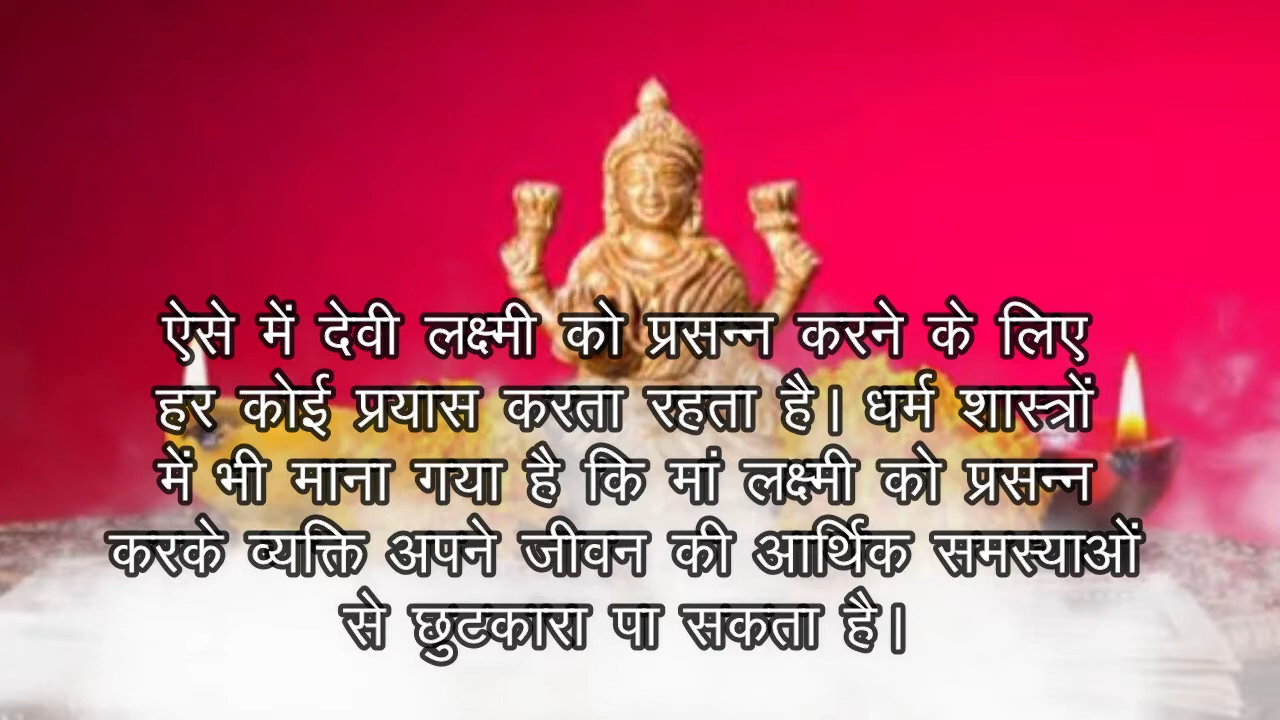 ऐसे में देवी लक्ष्मी को प्रसन्न करने के लिए
हर कोई प्रयास करता रहता है। धर्म शास्त्रों
में भी माना गया है कि मां लक्ष्मी को प्रसन्न
करके व्यक्ति अपने जीवन की आर्थिक समस्याओं
से छुटकारा पा सकता है।